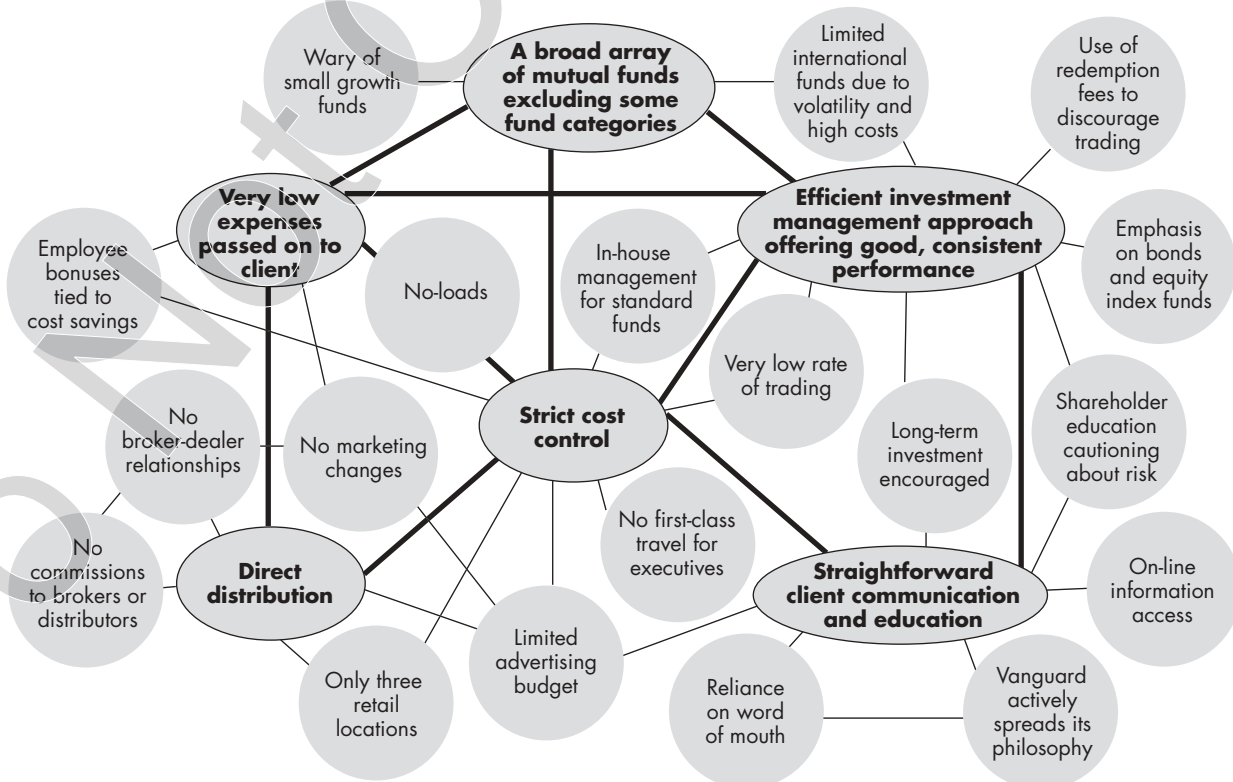 Wary of
small growth
funds
A broad array
of mutual funds
excluding some
fund categories
Limited
international
funds due to
volatility and
high costs
Use of
redemption
fees to
discourage
trading
Very low
expenses
passed on to
client
Efficient investment
management approach
offering good, consistent
performance
Employee
bonuses
tied to
cost savings
No-loads
In-house
management
for standard
funds
Emphasis
on bonds
and equity
index funds
Very low rate
of trading
No
broker-dealer
relationships
No marketing
changes
Strict cost
control
Long-term
investment
encouraged
Shareholder
education
cautioning
about risk
No
commissions
to brokers or
distributors
Direct
distribution
No first-class
travel for
executives
Straightforward
client communication
and education
On-line
information
access
Only three
retail
locations
Limited
advertising
budget
Reliance
on word
of mouth
Vanguard
actively
spreads its
philosophy